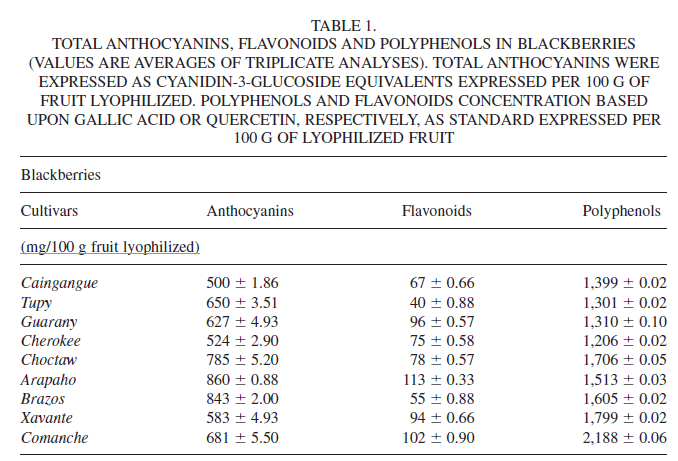 TABLE 1.
TOTAL ANTHOCYANINS, FLAVONOIDS AND POLYPHENOLS IN BLACKBERRIES
(VALUES ARE AVERAGES OF TRIPLICATE ANALYSES). TOTAL ANTHOCYANINS WERE
EXPRESSED AS CYANIDIN-3-GLUCOSIDE EQUIVALENTS EXPRESSED PER 100 G OF
FRUIT LYOPHILIZED. POLYPHENOLS AND FLAVONOIDS CONCENTRATION BASED
UPON GALLIC ACID OR QUERCETIN, RESPECTIVELY, AS STANDARD EXPRESSED PER
100 G OF LYOPHILIZED FRUIT
Blackberries
Cultivars Anthocyanins Flavonoids Polyphenols
(mg/100 g fruit lyophilized)
Caingangue 500 ± 1.86 67 ± 0.66 1,399 ± 0.02
Tupy 650 ± 3.51 40 ± 0.88 1,301 ± 0.02
Guarany 627 ± 4.93 96 ± 0.57 1,310 ± 0.10
Cherokee 524 ± 2.90 75 ± 0.58 1,206 ± 0.02
Choctaw 785 ± 5.20 78 ± 0.57 1,706 ± 0.05
Arapaho 860 ± 0.88 113 ± 0.33 1,513 ± 0.03
Brazos 843 ± 2.00 55 ± 0.88 1,605 ± 0.02
Xavante 583 ± 4.93 94 ± 0.66 1,799 ± 0.02
Comanche 681 ± 5.50 102 ± 0.90 2,188 ± 0.06